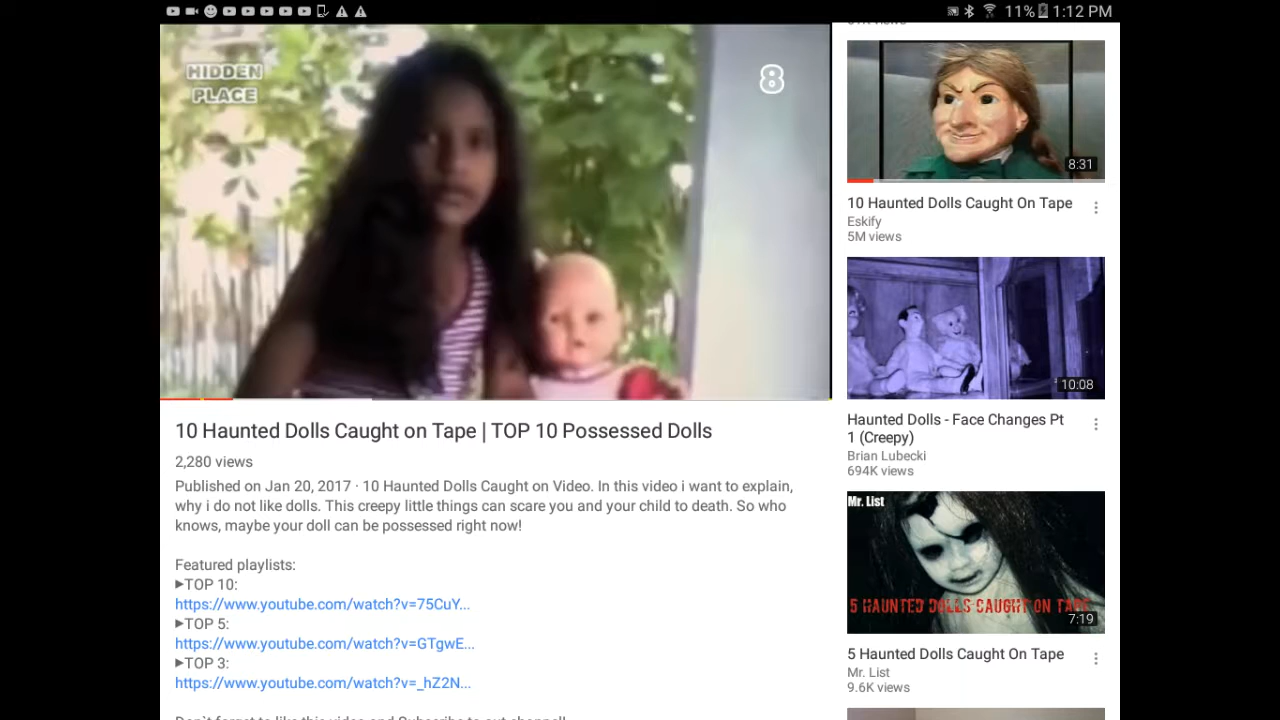 11% 1:12 PM
HIDDEN
PLACE
8
10 Haunted Dolls Caught on Tape | TOP 10 Possessed Dolls
2,280 views
Published on Jan 20, 2017 · 10 Haunted Dolls Caught on Video. In this video i want to explain,
why i do not like dolls. This creepy little things can scare you and your child to death. So who
knows, maybe your doll can be possessed right now!
Featured playlists:
►TOP 10:
https://www.youtube.com/watch?v=75CuY...
►TOP 5:
https://www.youtube.com/watch?v=GTgwE...
►TOP 3:
https://www.youtube.com/watch?v=_hZ2N...
8:31
10 Haunted Dolls Caught On Tape
Eskify
5M views
10:08
Haunted Dolls - Face Changes Pt
1 (Creepy)
Brian Lubecki
694K views
Mr. List
5 HAUNTED DOLLS CAUGHT ON TAPE
7:19
5 Haunted Dolls Caught On Tape
Mr. List
9.6K views